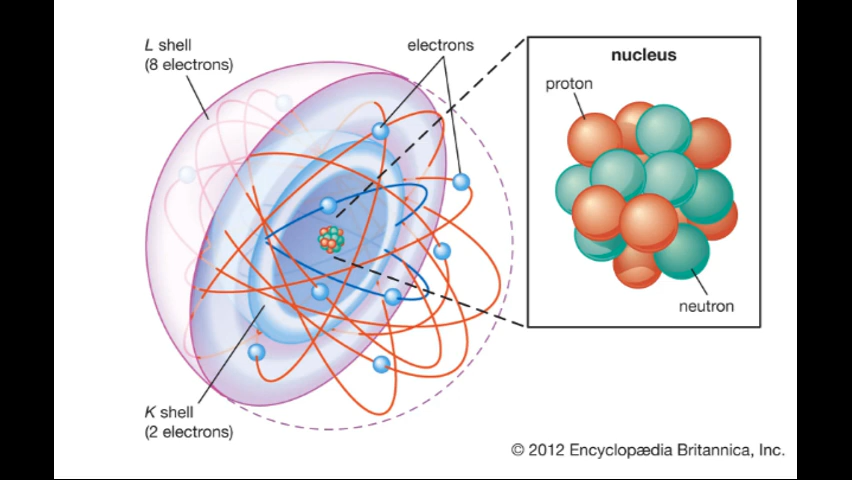 L shell
(8 electrons)
electrons
nucleus
proton
neutron
K shell
(2 electrons)
© 2012 Encyclopædia Britannica, Inc.